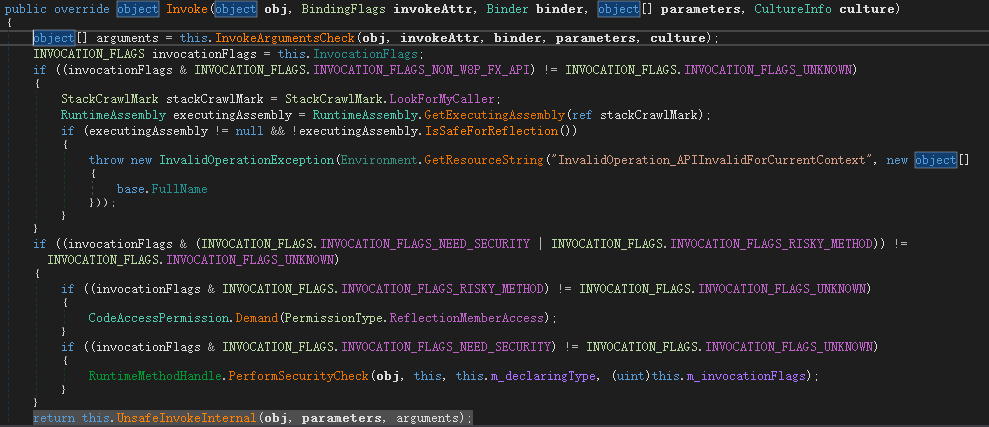 public override object Invoke(object obj, BindingFlags invokeAttr, Binder binder, object[] parameters, CultureInfo culture)
{
object[] arguments = this.InvokeArgumentsCheck(obj, invokeAttr, binder, parameters, culture);
INVOCATION_FLAGS invocationFlags = this.InvocationFlags;
if ((invocationFlags & INVOCATION_FLAGS.INVOCATION_FLAGS_NON_W8P_FX_API) != INVOCATION_FLAGS.INVOCATION_FLAGS_UNKNOWN)
{
StackCrawlMark stackCrawlMark = StackCrawlMark.LookForMyCaller;
RuntimeAssembly executingAssembly = RuntimeAssembly.GetExecutingAssembly(ref stackCrawlMark);
if (executingAssembly != null && !executingAssembly.IsSafeForReflection())
{
throw new InvalidOperationException(Environment.GetResourceString("InvalidOperation_APIInvalidForCurrentContext", new object[]
{
base.FullName
}));
}
}
if ((invocationFlags & (INVOCATION_FLAGS.INVOCATION_FLAGS_NEED_SECURITY | INVOCATION_FLAGS.INVOCATION_FLAGS_RISKY_METHOD)) !=
INVOCATION_FLAGS.INVOCATION_FLAGS_UNKNOWN)
{
if ((invocationFlags & INVOCATION_FLAGS.INVOCATION_FLAGS_RISKY_METHOD) != INVOCATION_FLAGS.INVOCATION_FLAGS_UNKNOWN)
{
CodeAccessPermission.Demand(PermissionType.ReflectionMemberAccess);
}
if ((invocationFlags & INVOCATION_FLAGS.INVOCATION_FLAGS_NEED_SECURITY) != INVOCATION_FLAGS.INVOCATION_FLAGS_UNKNOWN)
{
RuntimeMethodHandle.PerformSecurityCheck(obj, this, this.m_declaringType, (uint)this.m_invocationFlags);
}
}
return this.UnsafeInvokeInternal(obj, parameters, arguments);